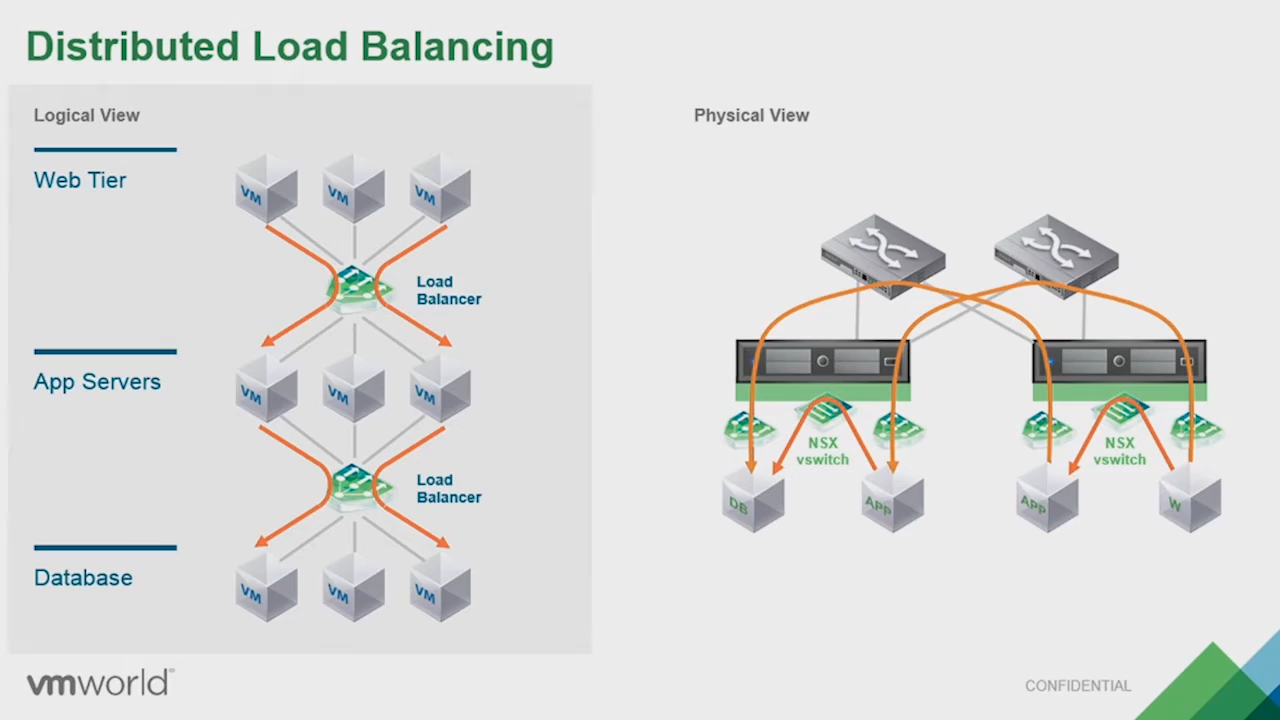 Distributed Load Balancing
Logical View
Web Tier
VM
VM
VM
Load
Balancer
App Servers
VM
VM
VM
Load
Balancer
Database
VM
VM
VM
Physical View
NSX
vswitch
NSX
vswitch
DB
APP
APP
W
vmworld
CONFIDENTIAL